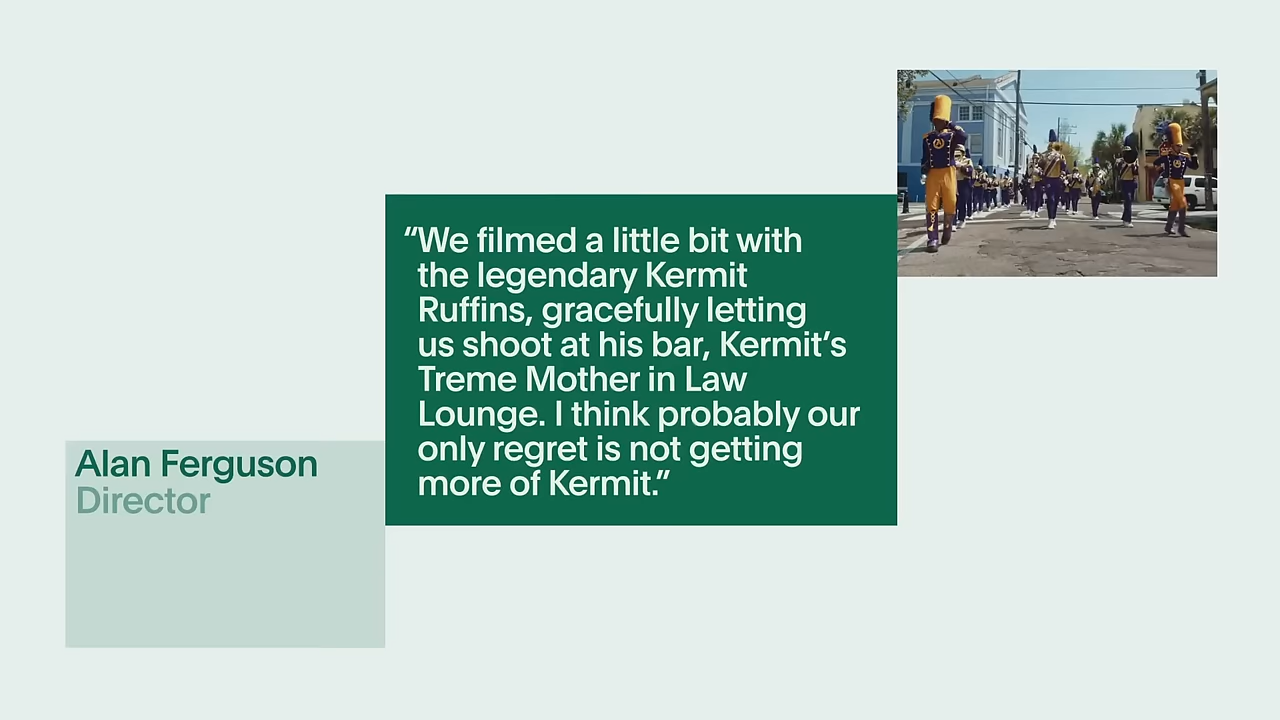 “We filmed a little bit with
the legendary Kermit
Ruffins, gracefully letting
us shoot at his bar, Kermit’s
Treme Mother in Law
Lounge. I think probably our
only regret is not getting
more of Kermit.”
Alan Ferguson
Director